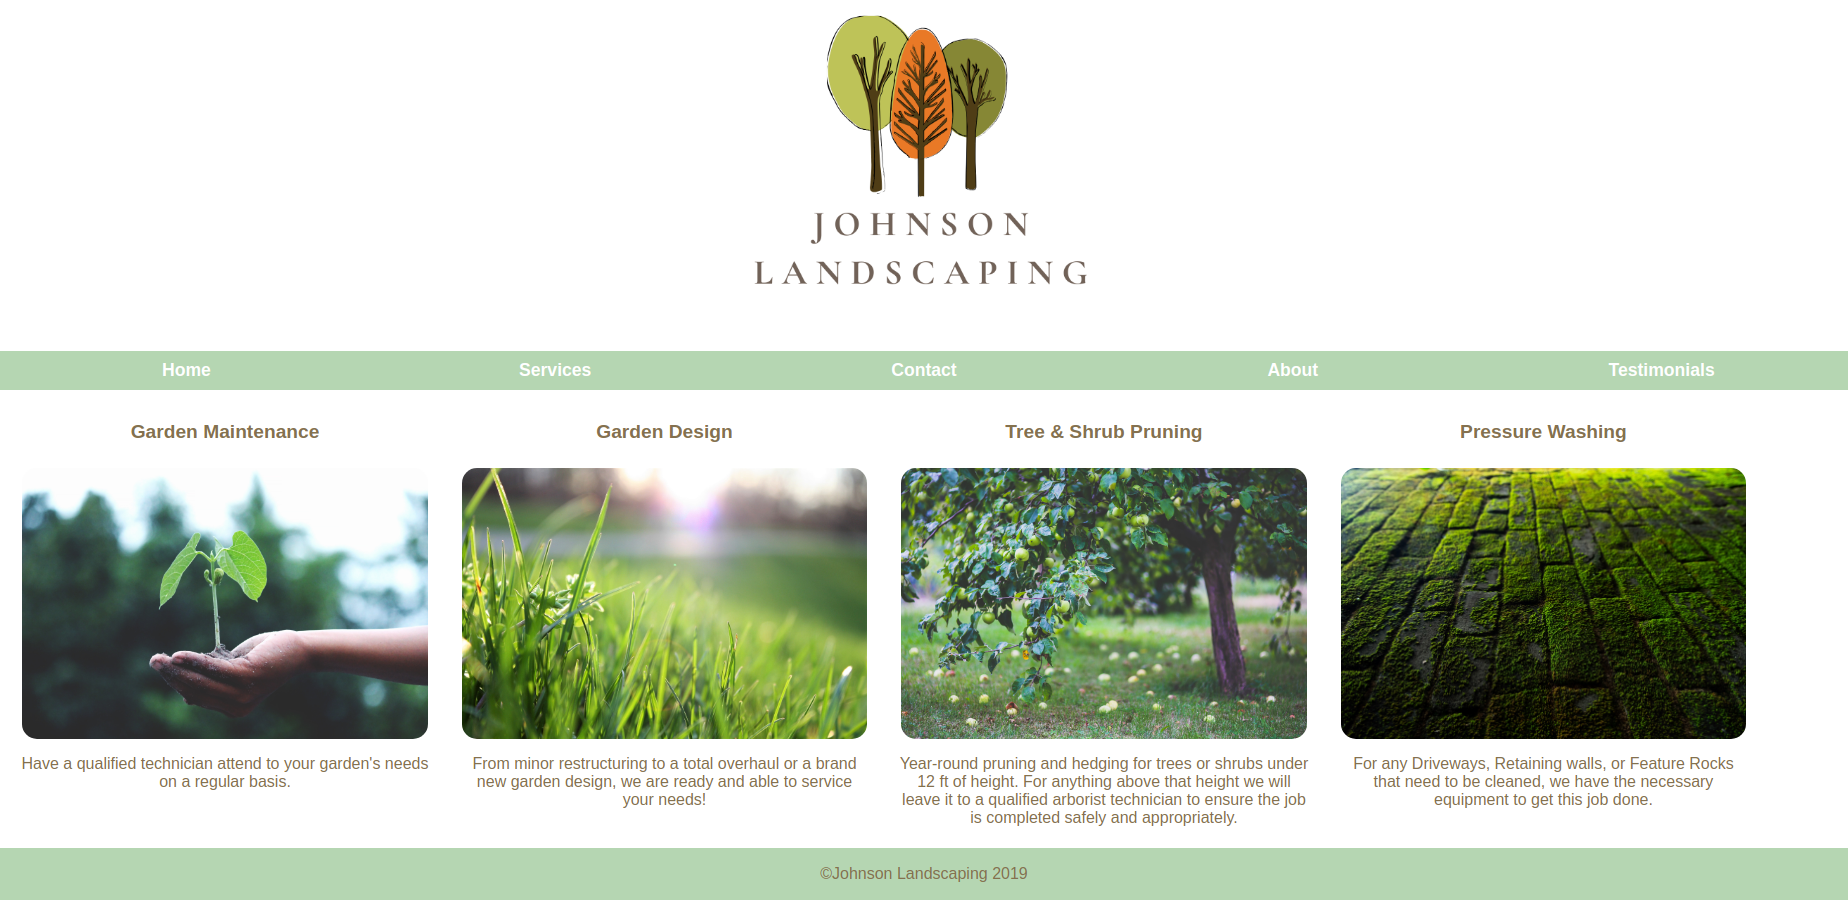 JOHNSON
LANDSCAPING
Home
Services
Contact
About
Testimonials
Garden Maintenance
Garden Design
Tree & Shrub Pruning
Pressure Washing
Have a qualified technician attend to your garden's needs
on a regular basis.
From minor restructuring to a total overhaul or a brand
new garden design, we are ready and able to service
your needs!
Year-round pruning and hedging for trees or shrubs under
12 ft of height. For anything above that height we will
leave it to a qualified arborist technician to ensure the job
is completed safely and appropriately.
For any Driveways, Retaining walls, or Feature Rocks
that need to be cleaned, we have the necessary
equipment to get this job done.
©Johnson Landscaping 2019